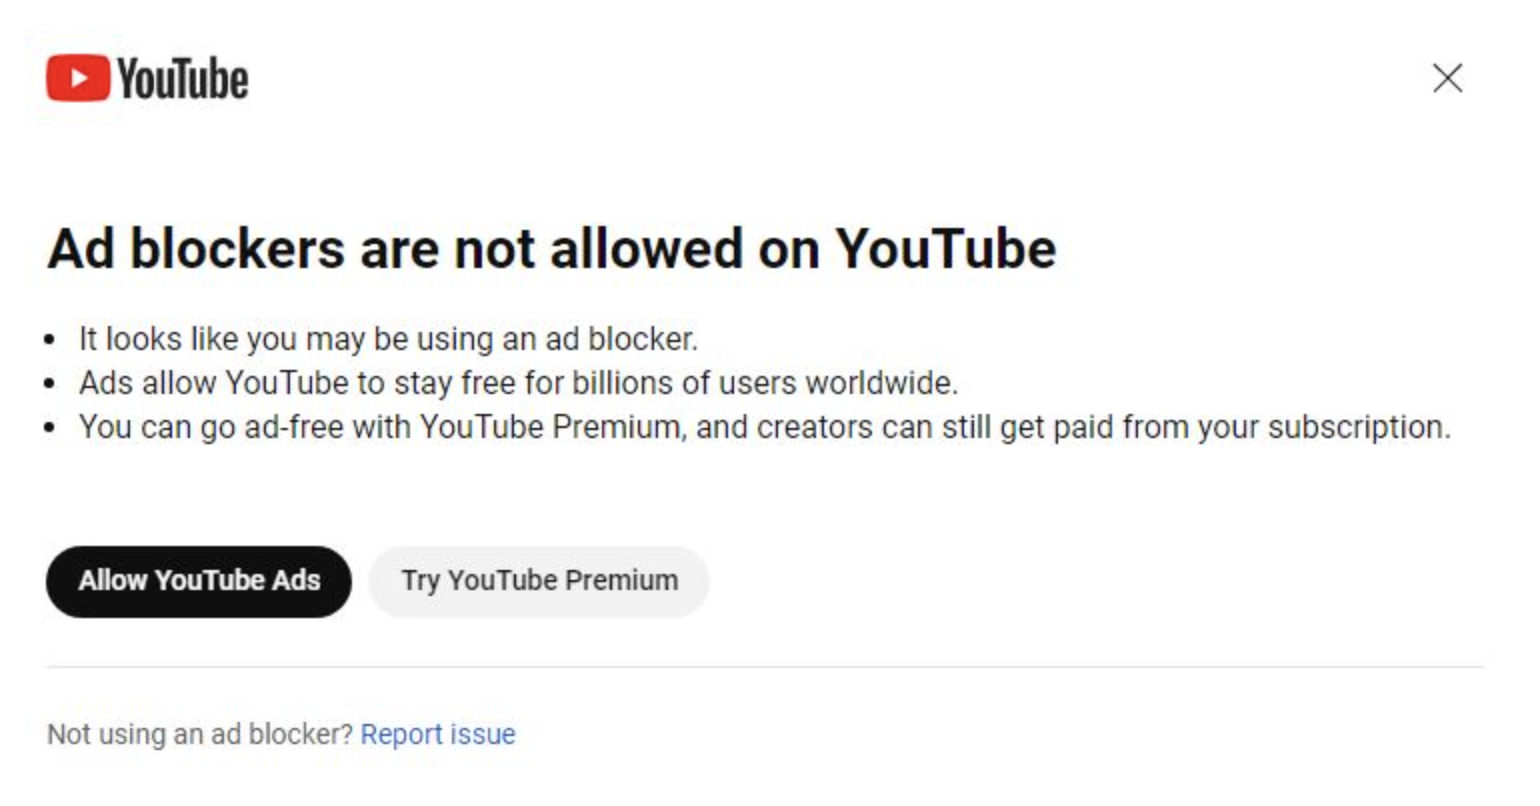 YouTube
Ad blockers are not allowed on YouTube
It looks like you may be using an ad blocker.
Ads allow YouTube to stay free for billions of users worldwide.
You can go ad-free with YouTube Premium, and creators can still get paid from your subscription.
Allow YouTube Ads Try YouTube Premium
Not using an ad blocker? Report issue